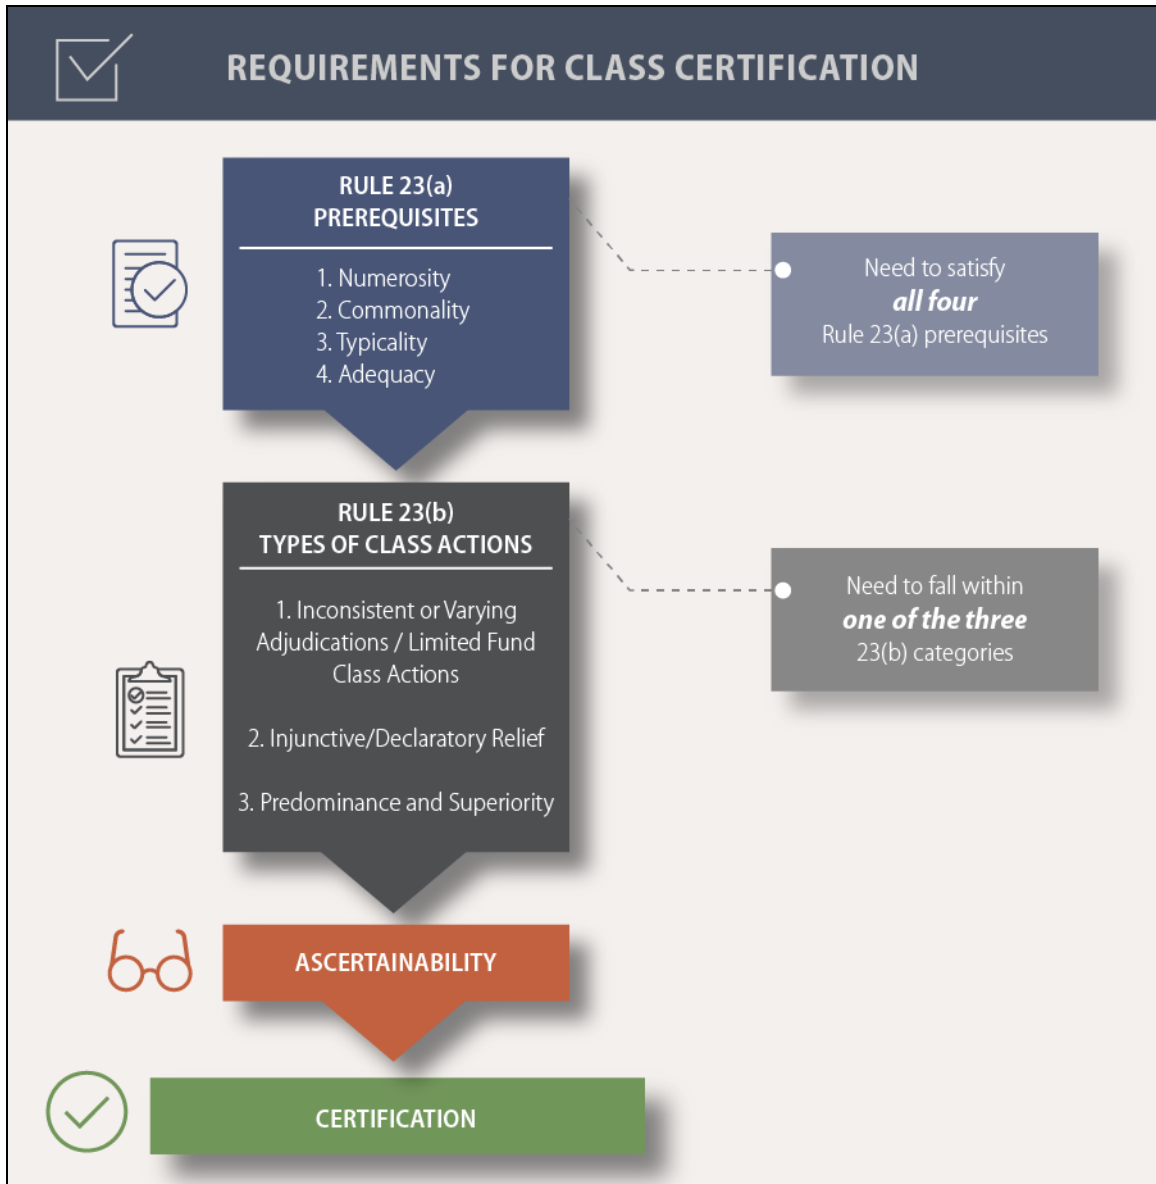 REQUIREMENTS FOR CLASS CERTIFICATION
RULE 23(a)
PREREQUISITES
1. Numerosity
2. Commonality
3. Typicality
4. Adequacy
Need to satisfy
all four
Rule 23(a) prerequisites
RULE 23(b)
TYPES OF CLASS ACTIONS
1. Inconsistent or Varying
Adjudications / Limited Fund
Class Actions
2. Injunctive/Declaratory Relief
3. Predominance and Superiority
Need to fall within
one of the three
23(b) categories
ASCERTAINABILITY
CERTIFICATION